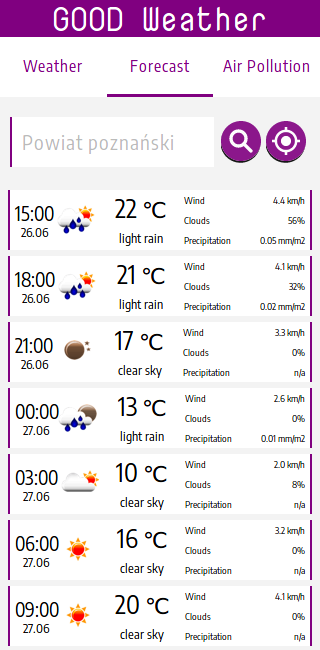 GOOD Weather
Weather Forecast Air Pollution
Powiat poznański
15:00 22 °C Wind 4.4 km/h
26.06 light rain Clouds 56%
Precipitation 0.05 mm/m2
18:00 21 °C Wind 4.1 km/h
26.06 light rain Clouds 32%
Precipitation 0.02 mm/m2
21:00 17 °C Wind 3.3 km/h
26.06 clear sky Clouds 0%
Precipitation n/a
00:00 13 °C Wind 2.6 km/h
27.06 light rain Clouds 0%
Precipitation 0.01 mm/m2
03:00 10 °C Wind 2.0 km/h
27.06 clear sky Clouds 8%
Precipitation n/a
06:00 16 °C Wind 3.2 km/h
27.06 clear sky Clouds 0%
Precipitation n/a
09:00 20 °C Wind 4.1 km/h
27.06 clear sky Clouds 0%
Precipitation n/a